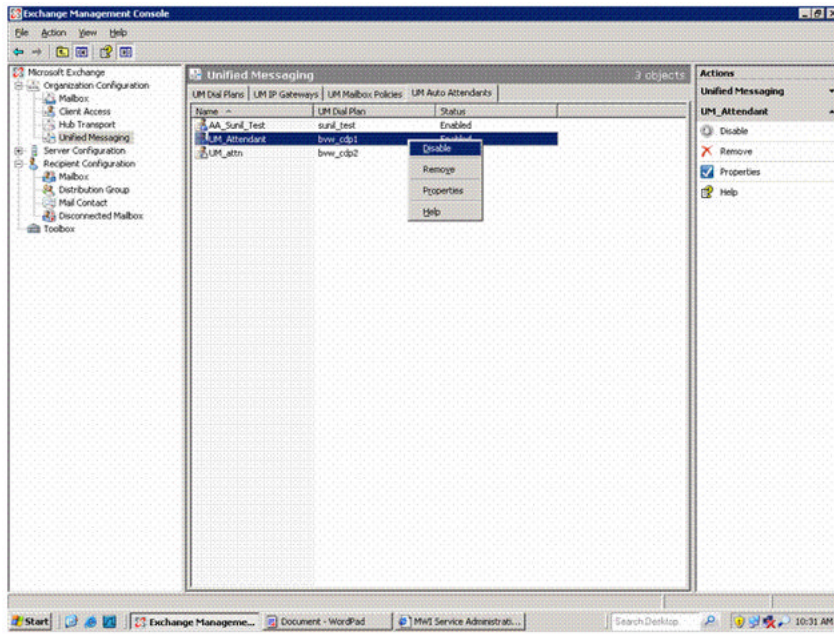 Exchange Management Console
File Action View Help
Microsoft Exchange
Organization Configuration
Mailbox
Client Access
Hub Transport
Unified Messaging
Server Configuration
Recipient Configuration
Mailbox
Distribution Group
Mail Contact
Disconnected Mailbox
Toolbox
Unified Messaging 3 objects
UM Dial Plans UM IP Gateways UM Mailbox Policies UM Auto Attendants
Name UM Dial Plan Status
AA_Sunil_Test sunil_test Enabled
UM_Attendant bvw_cdp1 Enabled
UM_attn bvw_cdp2
Disable
Remove
Properties
Help
Actions
Unified Messaging
UM_Attendant
Disable
Remove
Properties
Help
Start Exchange Manageme... Document - WordPad MWI Service Administrati... Search Desktop 10:31 AM